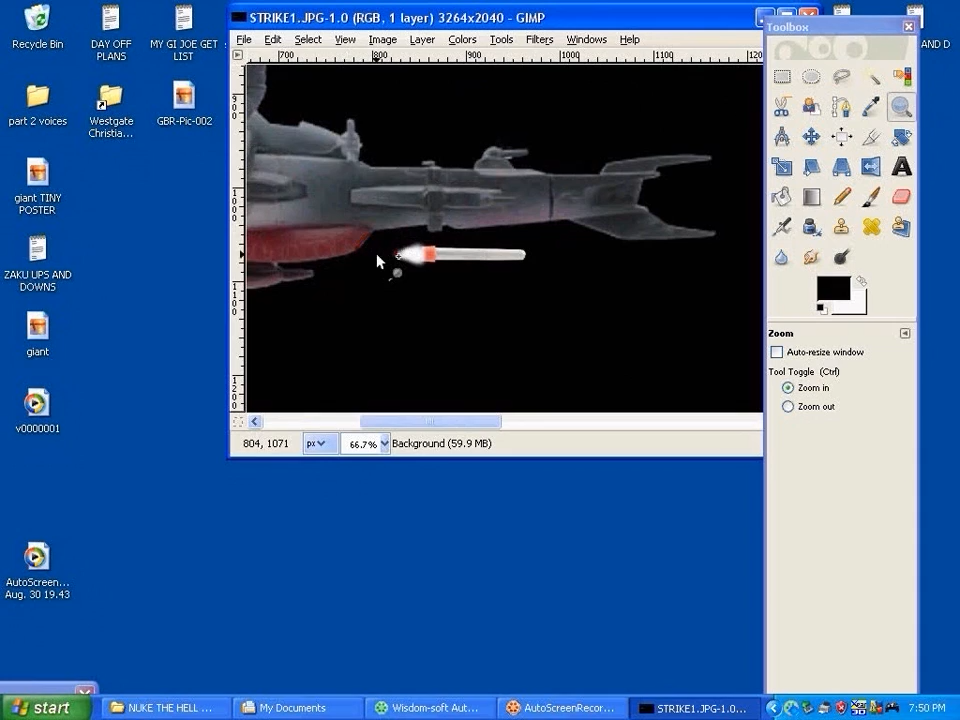 STRIKE1.JPG-1.0 (RGB, 1 layer) 3264x2040 - GIMP
File Edit Select View Image Layer Colors Tools Filters Windows Help
700 800 900 1000 1100
900
1000
1100
1200
804, 1071 px 66.7% Background (59.9 MB)
Toolbox
Zoom
Auto-resize window
Tool Toggle (Ctrl)
Zoom in
Zoom out
Recycle Bin
DAY OFF
PLANS
MY GI JOE GET
LIST
AND D
part 2 voices
Westgate
Christia...
GBR-Pic-002
giant TINY
POSTER
ZAKU UPS AND
DOWNS
giant
v0000001
AutoScreen...
Aug. 30 19.43
start
NUKE THE HELL ...
My Documents
Wisdom-soft Aut...
AutoScreenRecor...
STRIKE1.JPG-1.0...
7:50 PM